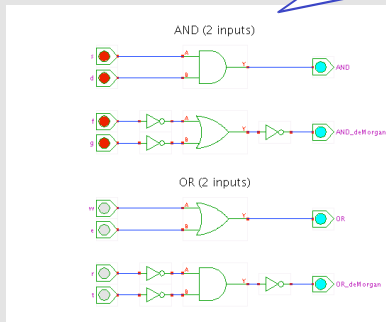 AND (2 inputs)
A
B
Y
AND
d
A
B
Y
AND_deMorgan
f
g
OR (2 inputs)
w
A
e
B
Y
OR
r
A
t
B
Y
OR_deMorgan